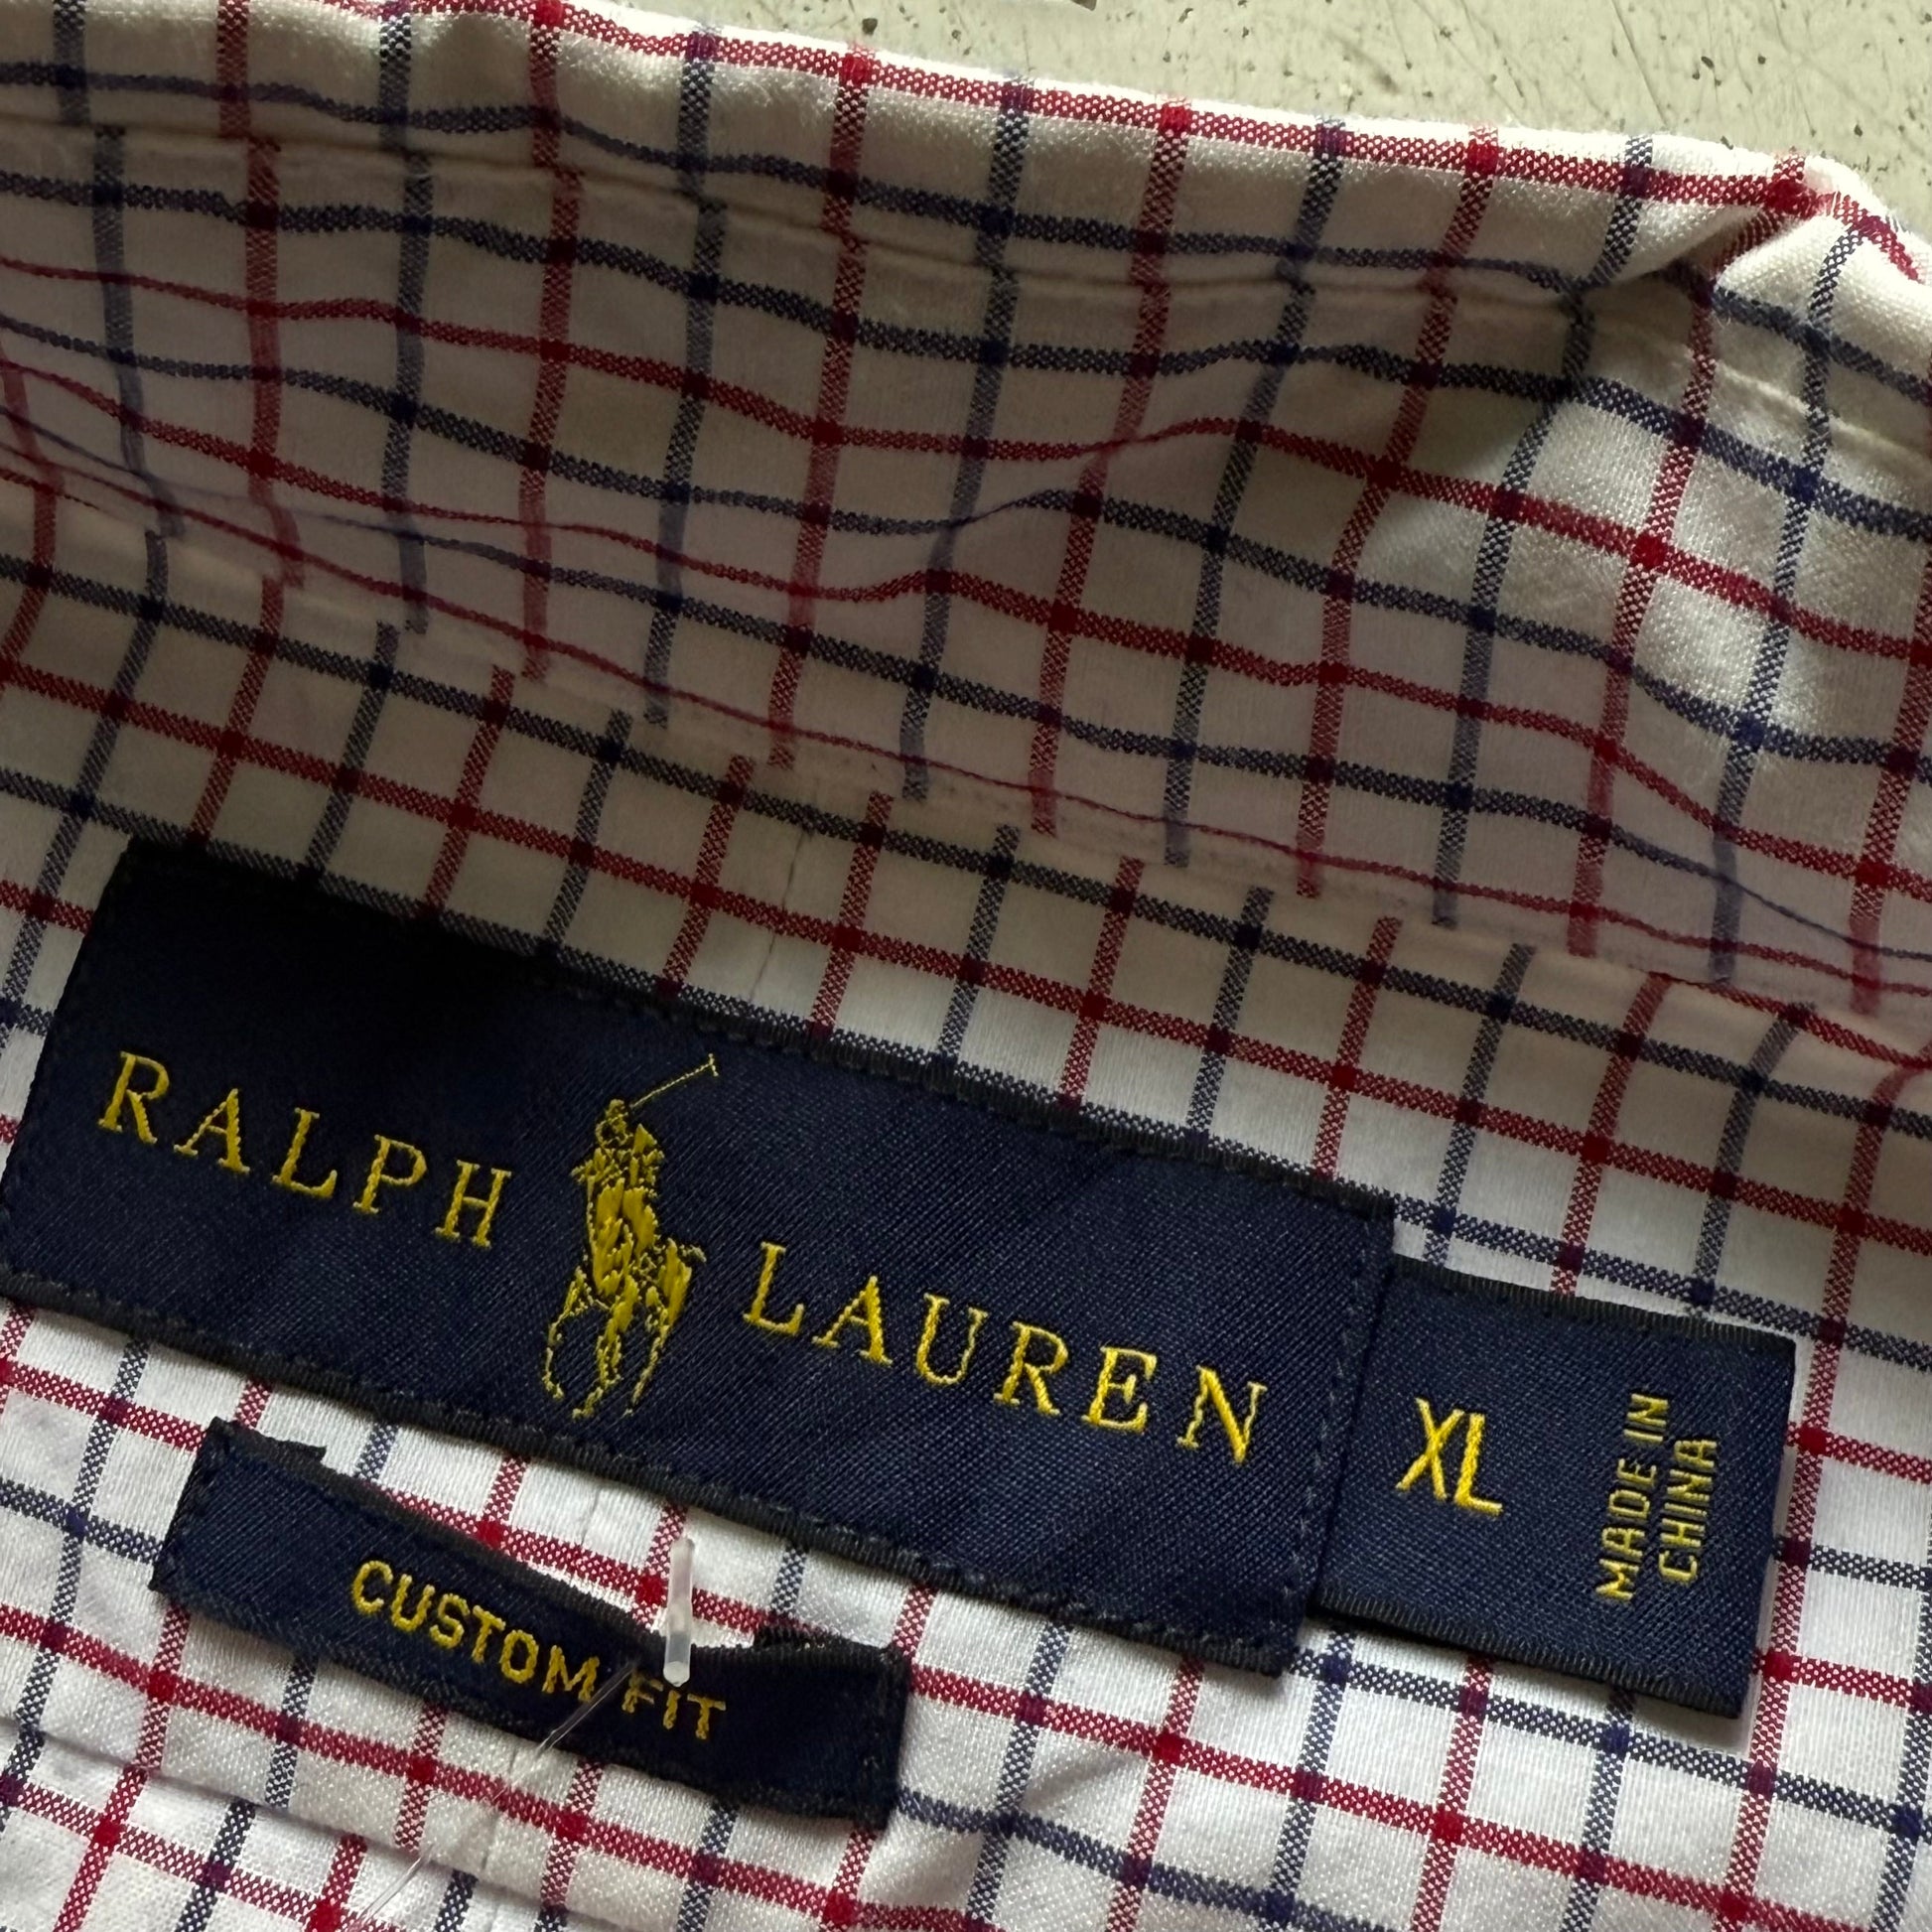 RALPH LAUREN
XL
MADE IN
CHINA
CUSTOM FIT